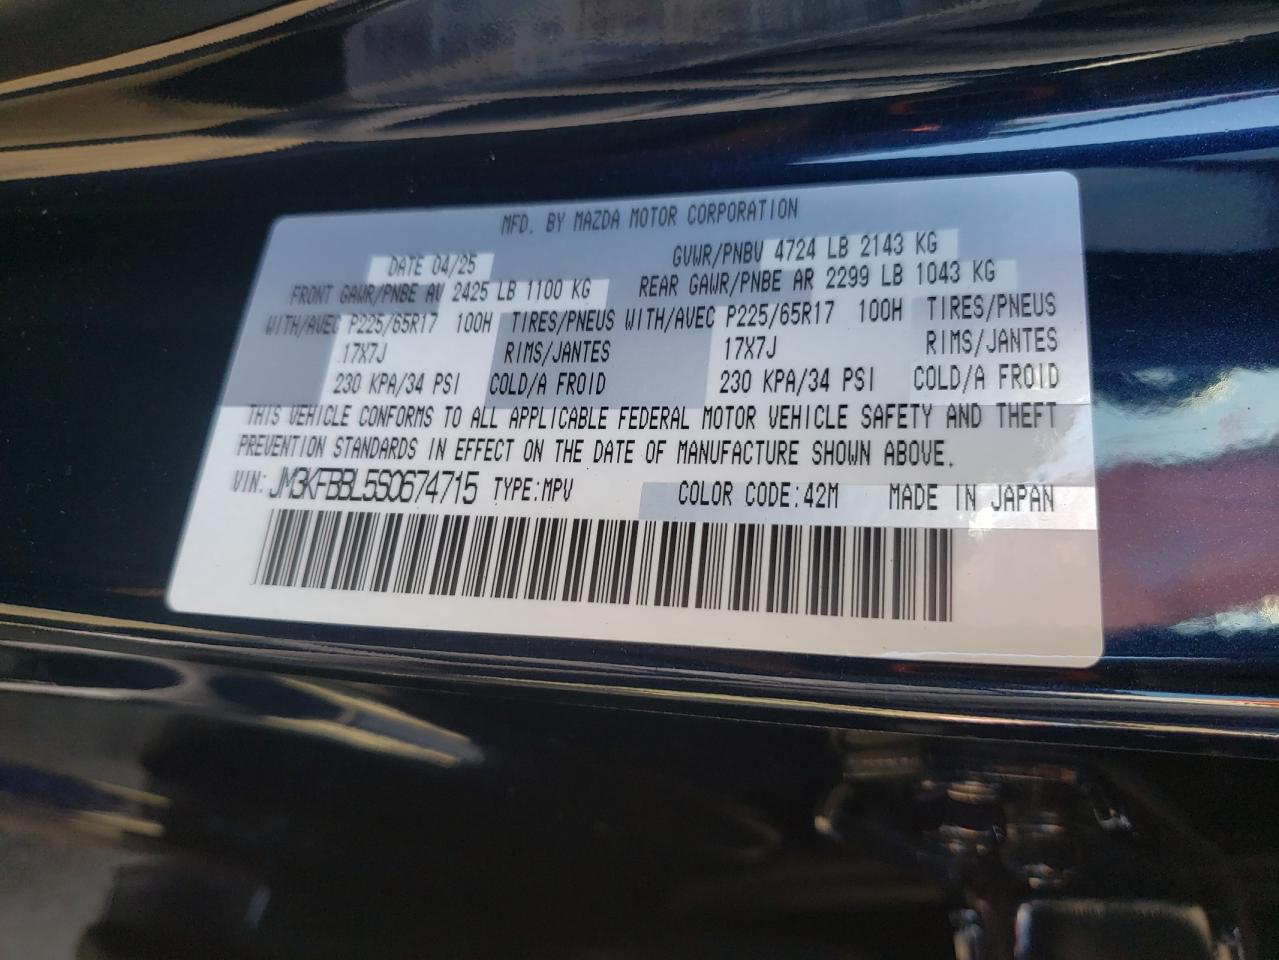 MFD. BY MAZDA MOTOR CORPORATION
DATE 04/25 GVWR/PNBV 4724 LB 2143 KG
FRONT GAWR/PNBE AV 2425 LB 1100 KG REAR GAWR/PNBE AR 2299 LB 1043 KG
WITH/AVEC P225/65R17 100H TIRES/PNEUS WITH/AVEC P225/65R17 100H TIRES/PNEUS
17X7J RIMS/JANTES 17X7J RIMS/JANTES
230 KPA/34 PSI COLD/A FROID 230 KPA/34 PSI COLD/A FROID
THIS VEHICLE CONFORMS TO ALL APPLICABLE FEDERAL MOTOR VEHICLE SAFETY AND THEFT
PREVENTION STANDARDS IN EFFECT ON THE DATE OF MANUFACTURE SHOWN ABOVE.
VIN: JM3KFBBL5S0674715 TYPE:MPV COLOR CODE:42M MADE IN JAPAN